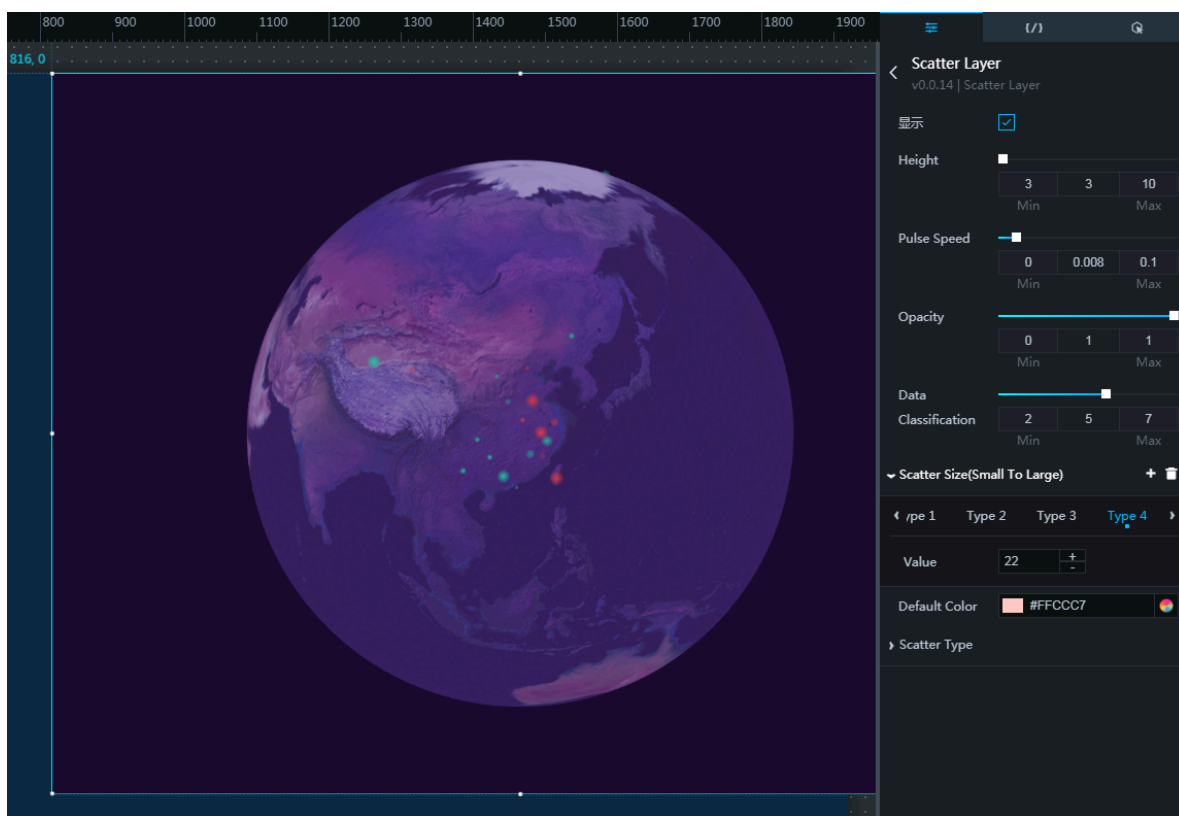 800 900 1000 1100 1200 1300 1400 1500 1600 1700 1800 1900
{/}
816, 0
Scatter Layer
v0.0.14 | Scatter Layer
显示
Height
3 3 10
Min Max
Pulse Speed
0 0.008 0.1
Min Max
Opacity
0 1 1
Min Max
Data
Classification
2 5 7
Min Max
Scatter Size(Small To Large)
ype 1 Type 2 Type 3 Type 4
Value
22
+
-
Default Color
#FFCCC7
Scatter Type